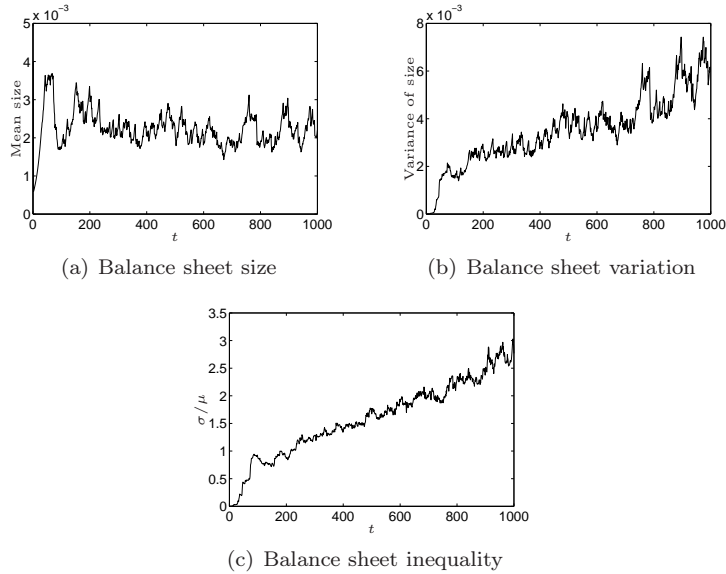 x 10⁻³
5
4
3
2
1
0
Mean size
0 200 400 600 800 1000
t
(a) Balance sheet size
x 10⁻³
8
6
4
2
0
Variance of size
0 200 400 600 800 1000
t
(b) Balance sheet variation
3.5
3
2.5
2
1.5
1
0.5
0
σ/μ
0 200 400 600 800 1000
t
(c) Balance sheet inequality